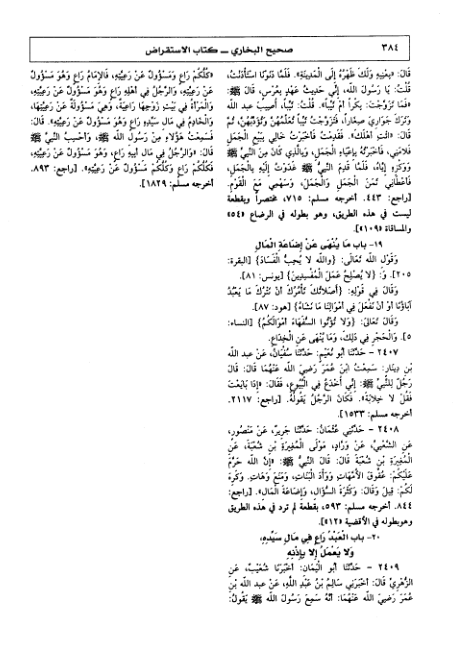 ٣٨٤
صحيح البخاري ــ كتاب الاستقراض
قَالَ: «بِعْنِيهِ وَلَكَ ظَهْرُهُ إِلَى الْمَدِينَةِ». فَلَمَّا دَنَوْنَا اسْتَأْذَنْتُ،
قُلْتُ: يَا رَسُولَ اللهِ، إِنِّي حَدِيثُ عَهْدٍ بِعُرْسٍ، قَالَ ﷺ:
«فَمَا تَزَوَّجْتَ: بِكْرًا أَمْ ثَيِّبًا؟». قُلْتُ: ثَيِّبًا، أُصِيبَ عَبْدُ اللهِ
وَتَرَكَ جَوَارِيَ صِغَارًا، فَتَزَوَّجْتُ ثَيِّبًا تُعَلِّمُهُنَّ وَتُؤَدِّبُهُنَّ، ثُمَّ
قَالَ: «ائْتِ أَهْلَكَ». فَقَدِمْتُ فَأَخْبَرْتُ خَالِي بِبَيْعِ الْجَمَلِ
فَلَامَنِي، فَأَخْبَرْتُهُ بِإِعْيَاءِ الْجَمَلِ، وَبِالَّذِي كَانَ مِنَ النَّبِيِّ ﷺ
وَوَكْزِهِ إِيَّاهُ، فَلَمَّا قَدِمَ النَّبِيُّ ﷺ غَدَوْتُ إِلَيْهِ بِالْجَمَلِ،
فَأَعْطَانِي ثَمَنَ الْجَمَلِ وَالْجَمَلَ، وَسَهْمِي مَعَ الْقَوْمِ.
[راجع: ٤٤٣. أخرجه مسلم: ٧١٥، مختصراً وبقطعة
ليست في هذه الطريق، وهو بطوله في الرضاع «٥٤»
والمساقاة «١٠٩»].
١٩- باب مَا يُنْهَى عَنْ إِضَاعَةِ الْمَالِ
وَقَوْلِ اللهِ تَعَالَى: {وَاللهُ لَا يُحِبُّ الْفَسَادَ} [البقرة:
٢٠٥]. وَ: {لَا يُصْلِحُ عَمَلَ الْمُفْسِدِينَ} [يونس: ٨١].
وَقَالَ فِي قَوْلِهِ: {أَصَلَاتُكَ تَأْمُرُكَ أَنْ نَتْرُكَ مَا يَعْبُدُ
آبَاؤُنَا أَوْ أَنْ نَفْعَلَ فِي أَمْوَالِنَا مَا نَشَاءُ} [هود: ٨٧].
وَقَالَ تَعَالَى: {وَلَا تُؤْتُوا السُّفَهَاءَ أَمْوَالَكُمْ} [النساء:
٥]. وَالْحَجْرِ فِي ذَلِكَ، وَمَا يُنْهَى عَنِ الْخِدَاعِ.
٢٤٠٧ - حَدَّثَنَا أَبُو نُعَيْمٍ: حَدَّثَنَا سُفْيَانُ، عَنْ عَبْدِ اللهِ
بْنِ دِينَارٍ: سَمِعْتُ ابْنَ عُمَرَ رَضِيَ اللهُ عَنْهُمَا قَالَ: قَالَ
رَجُلٌ لِلنَّبِيِّ ﷺ: إِنِّي أُخْدَعُ فِي الْبُيُوعِ، فَقَالَ: «إِذَا بَايَعْتَ
فَقُلْ لَا خِلَابَةَ». فَكَانَ الرَّجُلُ يَقُولُهُ. [راجع: ٢١١٧.
أخرجه مسلم: ١٥٣٣].
٢٤٠٨ - حَدَّثَنِي عُثْمَانُ: حَدَّثَنَا جَرِيرٌ، عَنْ مَنْصُورٍ،
عَنِ الشَّعْبِيِّ، عَنْ وَرَّادٍ، مَوْلَى الْمُغِيرَةِ بْنِ شُعْبَةَ، عَنِ
الْمُغِيرَةِ بْنِ شُعْبَةَ قَالَ: قَالَ النَّبِيُّ ﷺ: «إِنَّ اللهَ حَرَّمَ
عَلَيْكُمْ: عُقُوقَ الْأُمَّهَاتِ وَوَأْدَ الْبَنَاتِ، وَمَنَعَ وَهَاتِ. وَكَرِهَ
لَكُمْ: قِيلَ وَقَالَ، وَكَثْرَةَ السُّؤَالِ، وَإِضَاعَةَ الْمَالِ». [راجع:
٨٤٤. أخرجه مسلم: ٥٩٣، بقطعة لم ترد في هذه الطريق
وهو بطوله في الأقضية «١٢»].
٢٠- باب الْعَبْدُ رَاعٍ فِي مَالِ سَيِّدِهِ،
وَلَا يَعْمَلُ إِلَّا بِإِذْنِهِ
٢٤٠٩ - حَدَّثَنَا أَبُو الْيَمَانِ: أَخْبَرَنَا شُعَيْبٌ، عَنِ
الزُّهْرِيِّ قَالَ: أَخْبَرَنِي سَالِمُ بْنُ عَبْدِ اللهِ، عَنْ عَبْدِ اللهِ بْنِ
عُمَرَ رَضِيَ اللهُ عَنْهُمَا: أَنَّهُ سَمِعَ رَسُولَ اللهِ ﷺ يَقُولُ:
«كُلُّكُمْ رَاعٍ وَمَسْؤُولٌ عَنْ رَعِيَّتِهِ، فَالْإِمَامُ رَاعٍ وَهُوَ مَسْؤُولٌ
عَنْ رَعِيَّتِهِ، وَالرَّجُلُ فِي أَهْلِهِ رَاعٍ وَهُوَ مَسْؤُولٌ عَنْ رَعِيَّتِهِ،
وَالْمَرْأَةُ فِي بَيْتِ زَوْجِهَا رَاعِيَةٌ، وَهِيَ مَسْؤُولَةٌ عَنْ رَعِيَّتِهَا،
وَالْخَادِمُ فِي مَالِ سَيِّدِهِ رَاعٍ وَهُوَ مَسْؤُولٌ عَنْ رَعِيَّتِهِ». قَالَ:
فَسَمِعْتُ هَؤُلَاءِ مِنْ رَسُولِ اللهِ ﷺ، وَأَحْسِبُ النَّبِيَّ ﷺ
قَالَ: «وَالرَّجُلُ فِي مَالِ أَبِيهِ رَاعٍ، وَهُوَ مَسْؤُولٌ عَنْ رَعِيَّتِهِ،
فَكُلُّكُمْ رَاعٍ وَكُلُّكُمْ مَسْؤُولٌ عَنْ رَعِيَّتِهِ». [راجع: ٨٩٣.
أخرجه مسلم: ١٨٢٩].